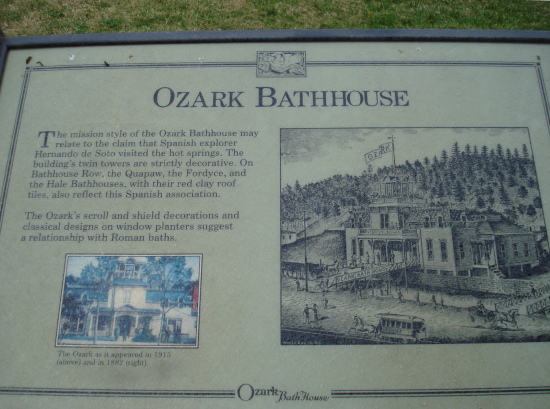 OZARK BATHHOUSE
The mission style of the Ozark Bathhouse may
relate to the claim that Spanish explorer
Hernando de Soto visited the hot springs. The
building's twin towers are strictly decorative. On
Bathhouse Row, the Quapaw, the Fordyce, and
the Hale Bathhouses, with their red clay roof
tiles, also reflect this Spanish association.
The Ozark's scroll and shield decorations and
classical designs on window planters suggest
a relationship with Roman baths.
OZARK
The Ozark as it appeared in 1915
(above) and in 1882 (right).
Ozark Bath House